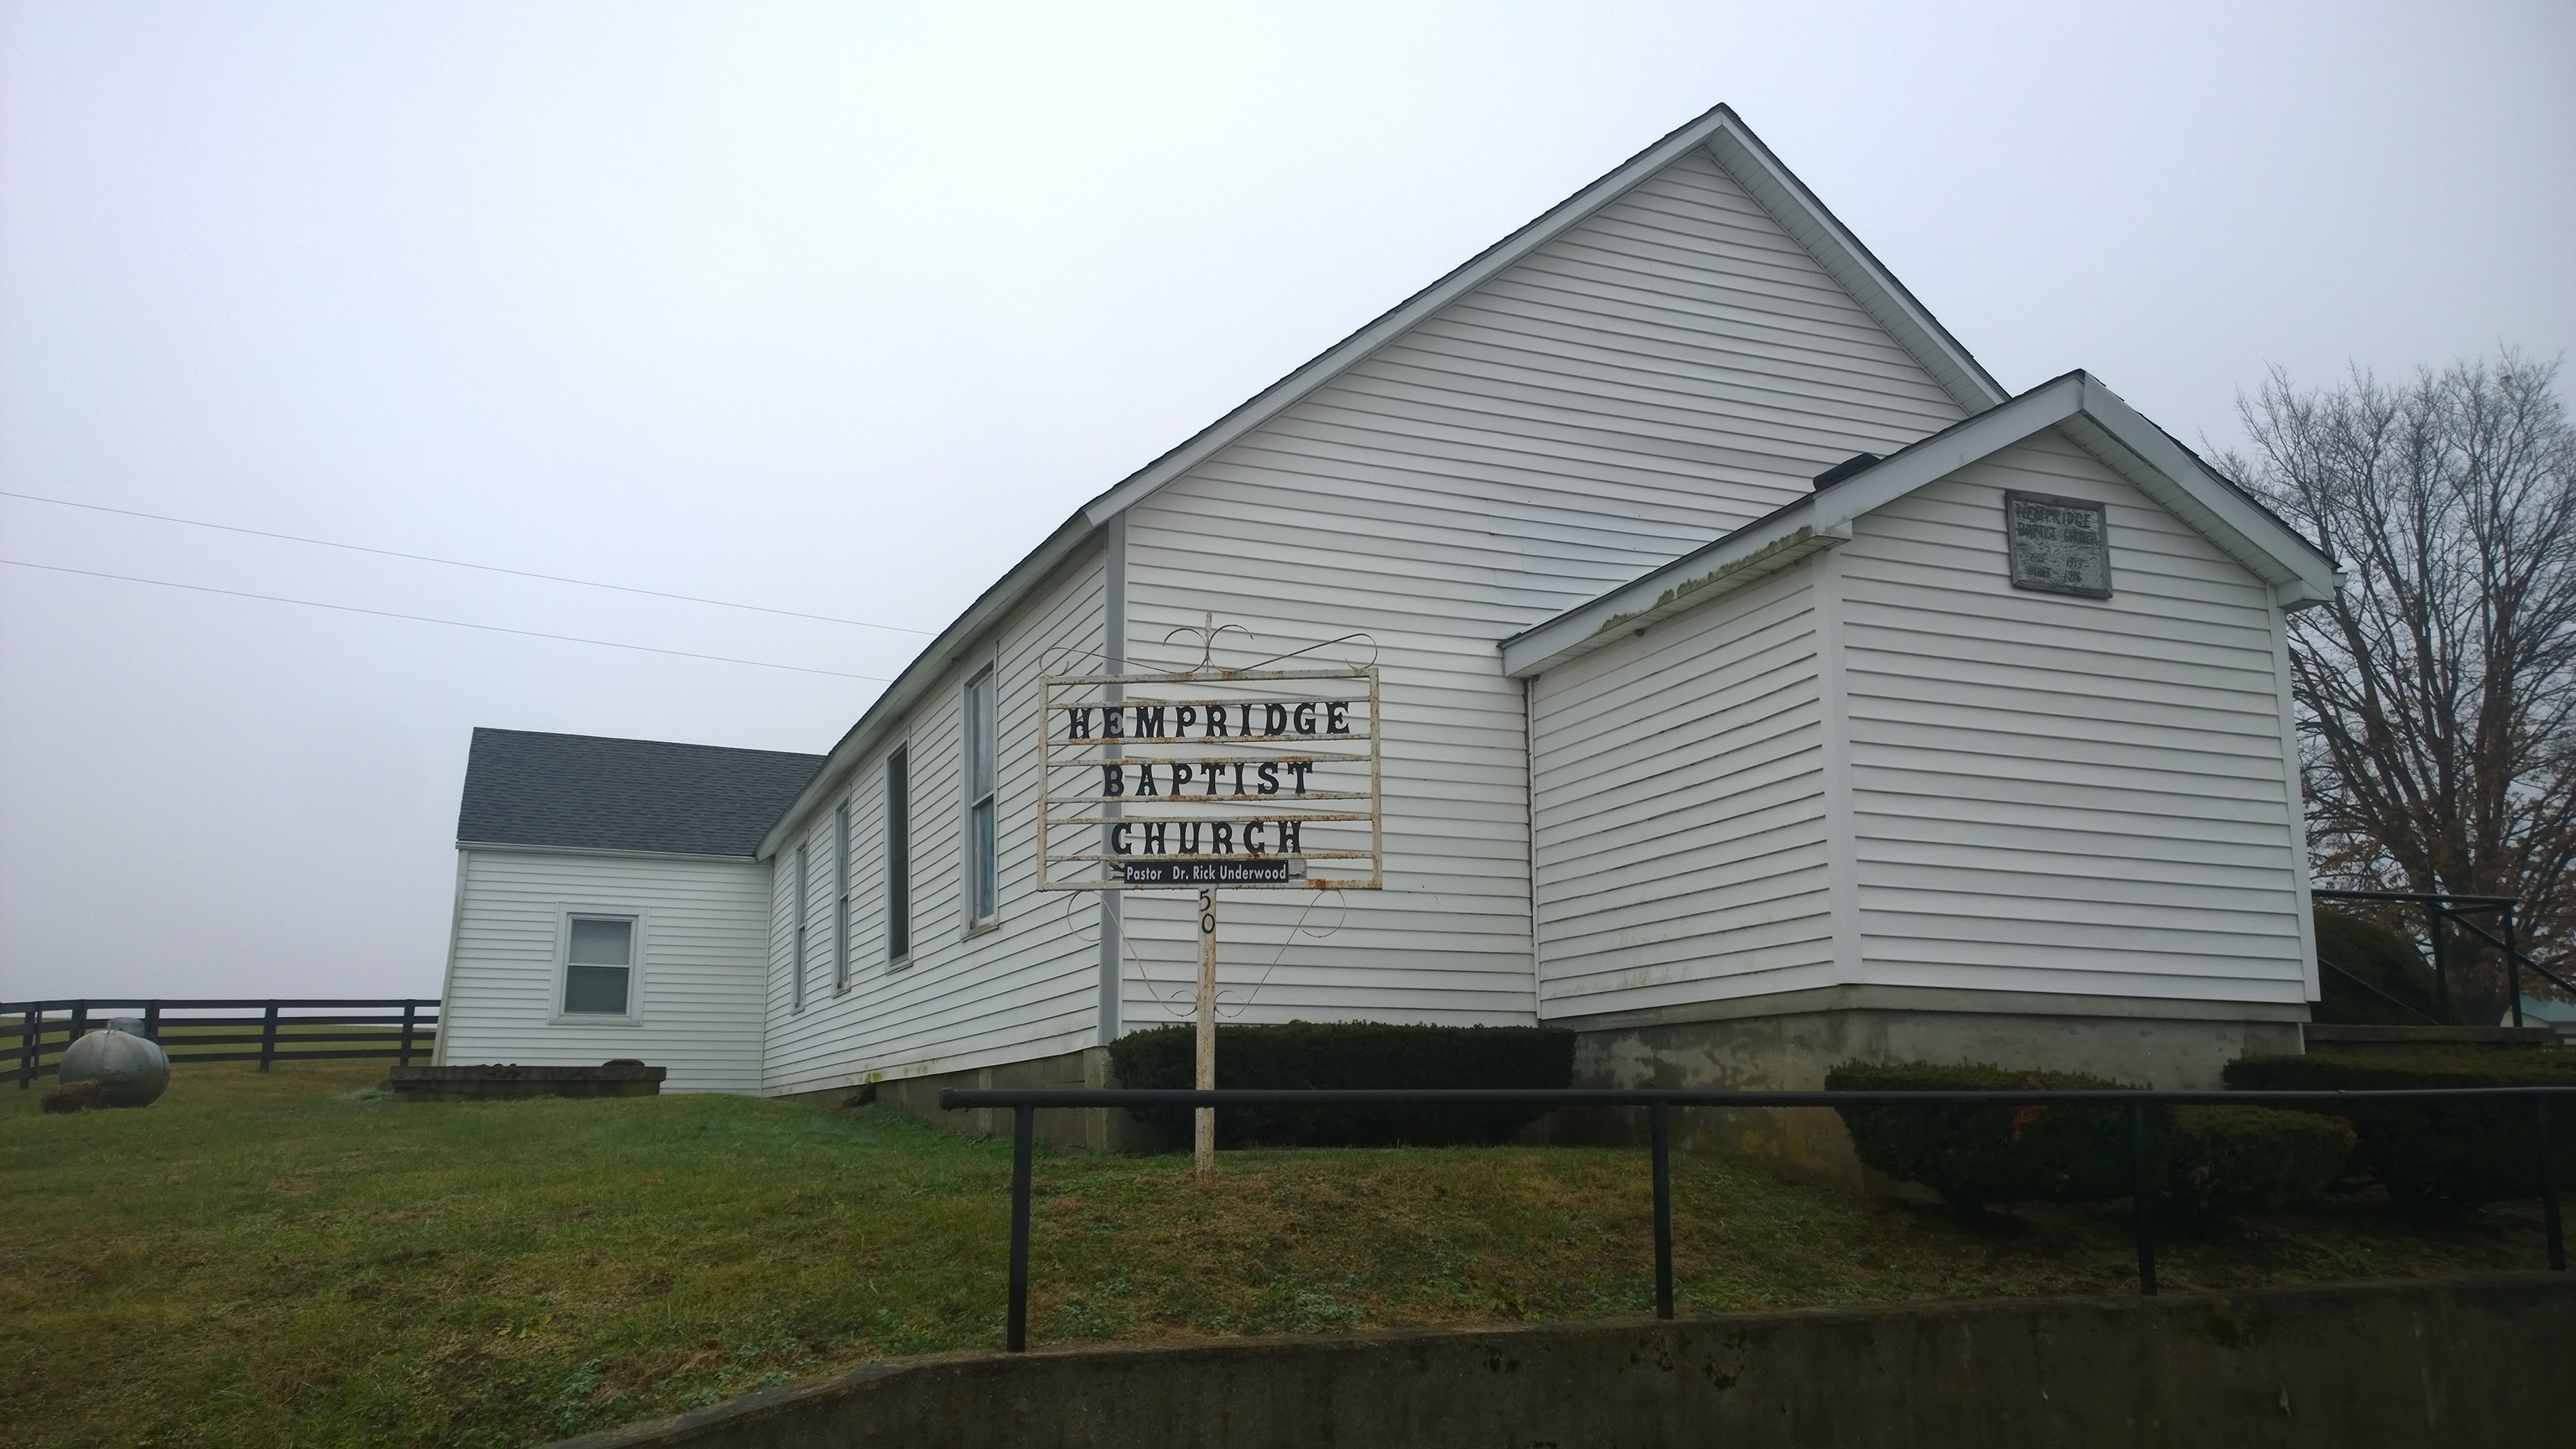 HEMPRIDGE
BAPTIST
CHURCH
Pastor Dr. Rick Underwood
50
HEMPRIDGE
BAPTIST CHURCH